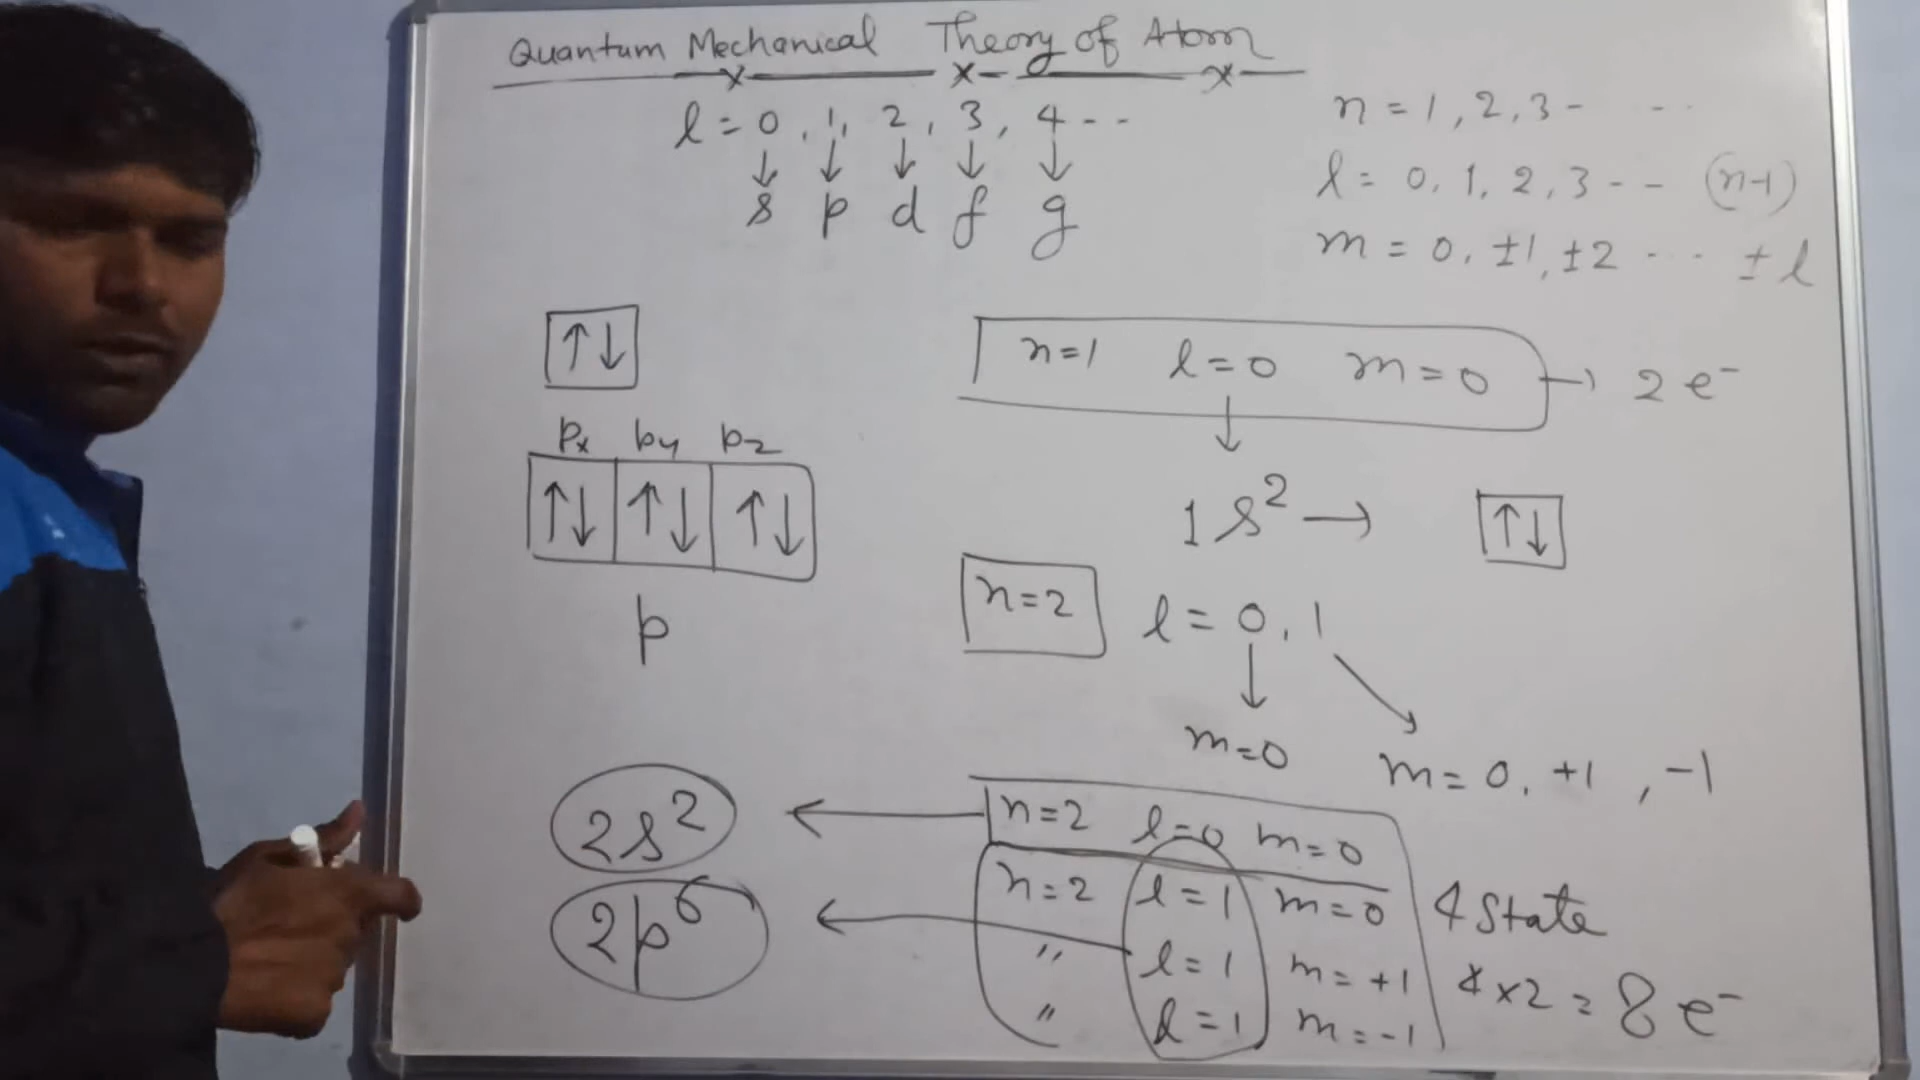 Quantum Mechanical Theory of Atom
l = 0, 1, 2, 3, 4 - -
↓ ↓ ↓ ↓ ↓
s p d f g
n = 1, 2, 3 - - -
l = 0, 1, 2, 3 - - (n-1)
m = 0, ±1, ±2 ... ± l
↑↓
Px Py Pz
↑↓ ↑↓ ↑↓
p
n=1 l=0 m=0 → 2 e⁻
↓
1s² → ↑↓
n=2 l = 0, 1
m=0 m= 0, +1, -1
2s² ← n=2 l=0 m=0
2p⁶ ← n=2 l=1 m=0
" l=1 m=+1
" l=1 m=-1
4 State
4×2 = 8 e⁻